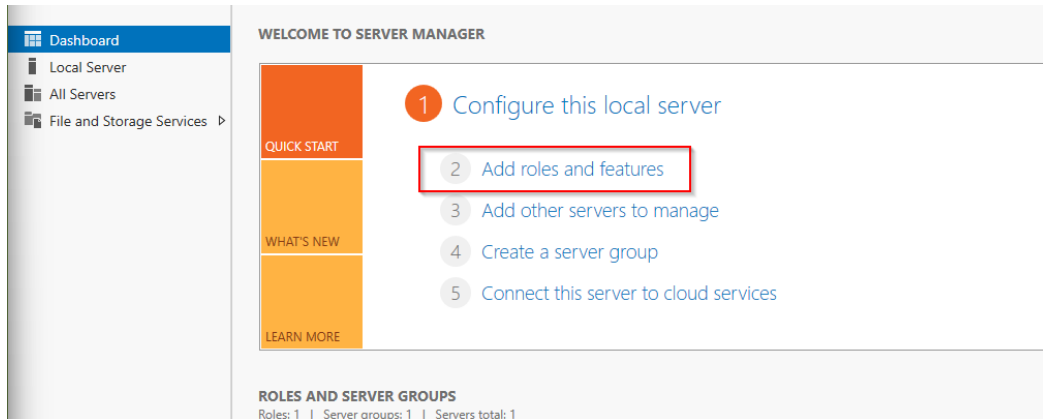 Dashboard
Local Server
All Servers
File and Storage Services
WELCOME TO SERVER MANAGER
QUICK START
WHAT'S NEW
LEARN MORE
1 Configure this local server
2 Add roles and features
3 Add other servers to manage
4 Create a server group
5 Connect this server to cloud services
ROLES AND SERVER GROUPS
Roles: 1 | Server groups: 1 | Servers total: 1